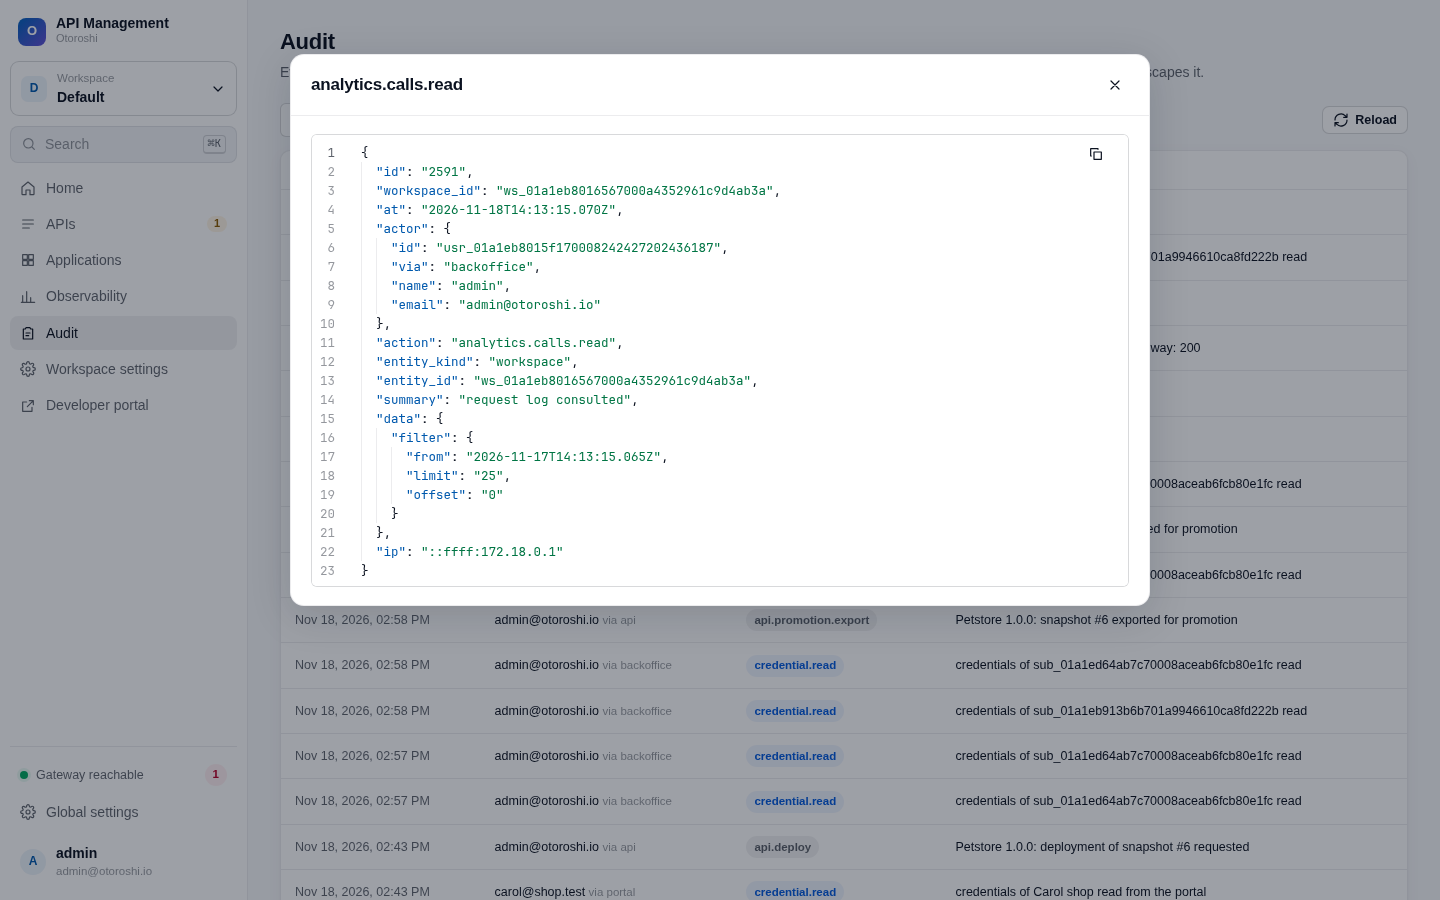 API Management
Otoroshi
Workspace
D
Default
Search
⌘K
Home
APIs
1
Applications
Observability
Audit
Workspace settings
Developer portal
Gateway reachable
1
Global settings
A
admin
admin@otoroshi.io
Audit
scapes it.
Reload
analytics.calls.read
1 {
2 "id": "2591",
3 "workspace_id": "ws_01a1eb8016567000a4352961c9d4ab3a",
4 "at": "2026-11-18T14:13:15.070Z",
5 "actor": {
6 "id": "usr_01a1eb8015f170008242427202436187",
7 "via": "backoffice",
8 "name": "admin",
9 "email": "admin@otoroshi.io"
10 },
11 "action": "analytics.calls.read",
12 "entity_kind": "workspace",
13 "entity_id": "ws_01a1eb8016567000a4352961c9d4ab3a",
14 "summary": "request log consulted",
15 "data": {
16 "filter": {
17 "from": "2026-11-17T14:13:15.065Z",
18 "limit": "25",
19 "offset": "0"
20 }
21 },
22 "ip": "::ffff:172.18.0.1"
23 }
01a9946610ca8fd222b read
way: 200
0008aceab6fcb80e1fc read
ed for promotion
0008aceab6fcb80e1fc read
Nov 18, 2026, 02:58 PM admin@otoroshi.io via api api.promotion.export Petstore 1.0.0: snapshot #6 exported for promotion
Nov 18, 2026, 02:58 PM admin@otoroshi.io via backoffice credential.read credentials of sub_01a1ed64ab7c70008aceab6fcb80e1fc read
Nov 18, 2026, 02:58 PM admin@otoroshi.io via backoffice credential.read credentials of sub_01a1eb913b6b701a9946610ca8fd222b read
Nov 18, 2026, 02:57 PM admin@otoroshi.io via backoffice credential.read credentials of sub_01a1ed64ab7c70008aceab6fcb80e1fc read
Nov 18, 2026, 02:57 PM admin@otoroshi.io via backoffice credential.read credentials of sub_01a1ed64ab7c70008aceab6fcb80e1fc read
Nov 18, 2026, 02:43 PM admin@otoroshi.io via api api.deploy Petstore 1.0.0: deployment of snapshot #6 requested
Nov 18, 2026, 02:43 PM carol@shop.test via portal credential.read credentials of Carol shop read from the portal